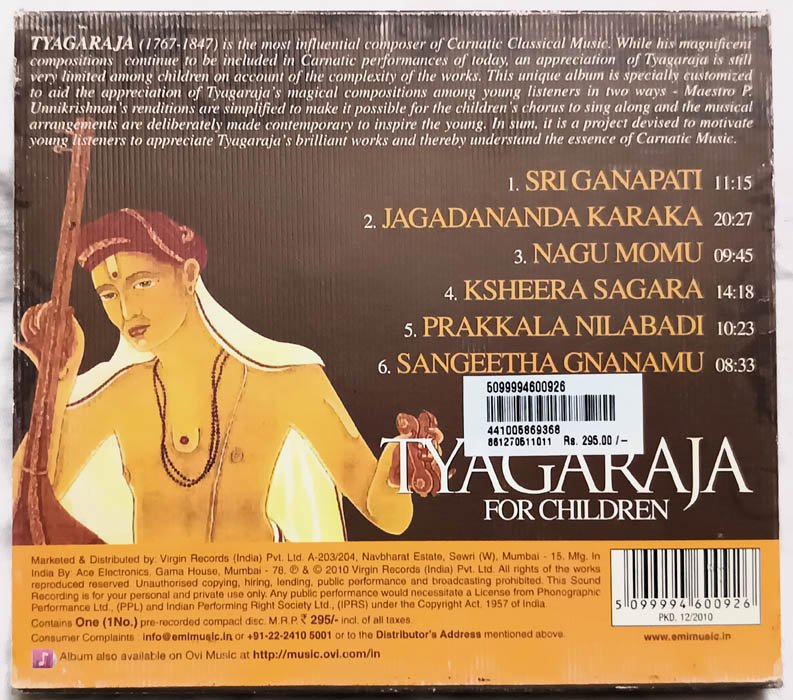 TYAGARAJA (1767-1847) is the most influential composer of Carnatic Classical Music. While his magnificent
compositions continue to be included in Carnatic performances of today, an appreciation of Tyagaraja is still
very limited among children on account of the complexity of the works. This unique album is specially customized
to aid the appreciation of Tyagaraja's magical compositions among young listeners in two ways - Maestro P.
Unnikrishnan's renditions are simplified to make it possible for the children's chorus to sing along and the musical
arrangements are deliberately made contemporary to inspire the young. In sum, it is a project devised to motivate
young listeners to appreciate Tyagaraja's brilliant works and thereby understand the essence of Carnatic Music.
1. SRI GANAPATI 11:15
2. JAGADANANDA KARAKA 20:27
3. NAGU MOMU 09:45
4. KSHEERA SAGARA 14:18
5. PRAKKALA NILABADI 10:23
6. SANGEETHA GNANAMU 08:33
5099994600926
441005869368
861270511011 Rs. 295.00 /-
TYAGARAJA
FOR CHILDREN
Marketed & Distributed by: Virgin Records (India) Pvt. Ltd. A-203/204, Navbharat Estate, Sewri (W), Mumbai - 15. Mfg. In
India By: Ace Electronics, Gama House, Mumbai - 78. ℗ & © 2010 Virgin Records (India) Pvt. Ltd. All rights of the works
reproduced reserved. Unauthorised copying, hiring, lending, public performance and broadcasting prohibited. This Sound
Recording is for your personal and private use only. Any public performance would necessitate a License from Phonographic
Performance Ltd., (PPL) and Indian Performing Right Society Ltd., (IPRS) under the Copyright Act, 1957 of India.
Contains One (1No.) pre-recorded compact disc. M.R.P. ₹ 295/- incl. of all taxes.
Consumer Complaints : info@emimusic.in or +91-22-2410 5001 or to the Distributor's Address mentioned above.
Album also available on Ovi Music at http://music.ovi.com/in
5 099994 600926
PKD. 12/2010
www.emimusic.in